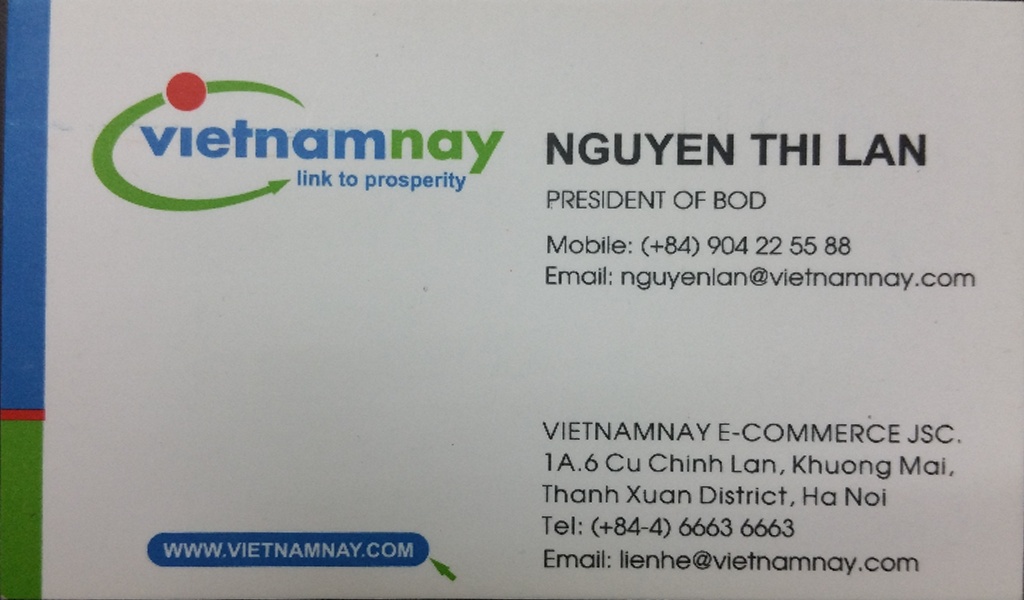 vietnamnay
link to prosperity
NGUYEN THI LAN
PRESIDENT OF BOD
Mobile: (+84) 904 22 55 88
Email: nguyenlan@vietnamnay.com
VIETNAMNAY E-COMMERCE JSC.
1A.6 Cu Chinh Lan, Khuong Mai,
Thanh Xuan District, Ha Noi
Tel: (+84-4) 6663 6663
Email: lienhe@vietnamnay.com
WWW.VIETNAMNAY.COM